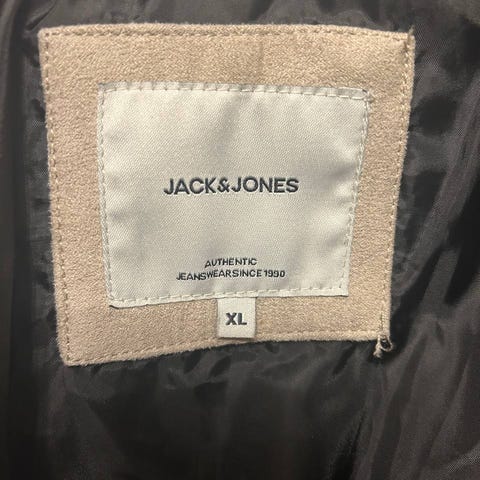 JACK&JONES
AUTHENTIC
JEANSWEAR SINCE 1990
XL